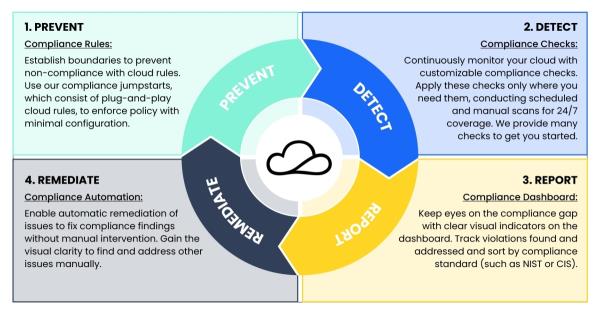 1. PREVENT
Compliance Rules:
Establish boundaries to prevent
non-compliance with cloud rules.
Use our compliance jumpstarts,
which consist of plug-and-play
cloud rules, to enforce policy with
minimal configuration.
2. DETECT
Compliance Checks:
Continuously monitor your cloud with
customizable compliance checks.
Apply these checks only where you
need them, conducting scheduled
and manual scans for 24/7
coverage. We provide many
checks to get you started.
PREVENT
DETECT
REMEDIATE
REPORT
4. REMEDIATE
Compliance Automation:
Enable automatic remediation of
issues to fix compliance findings
without manual intervention. Gain the
visual clarity to find and address other
issues manually.
3. REPORT
Compliance Dashboard:
Keep eyes on the compliance gap
with clear visual indicators on the
dashboard. Track violations found and
addressed and sort by compliance
standard (such as NIST or CIS).